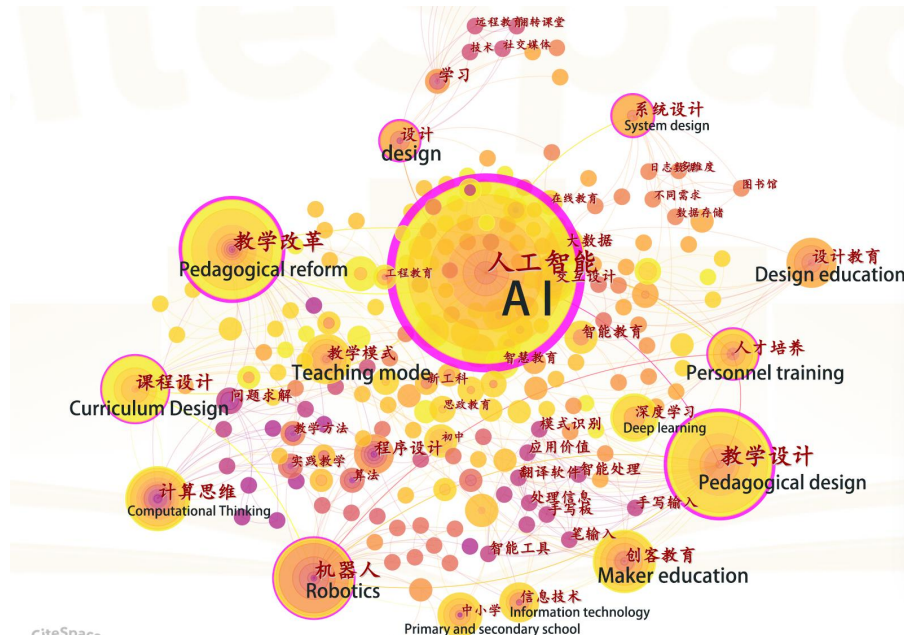 远程教育
翻转课堂
技术
社交媒体
学习
设计
design
系统设计
System design
图书馆
不同需求
数据存储
在线教育
大数据
人工智能
AI
交互设计
教学改革
Pedagogical reform
工程教育
设计教育
Design education
智能教育
智慧教育
人才培养
Personnel training
教学模式
Teaching mode
新工科
思政教育
课程设计
Curriculum Design
问题求解
教学方法
程序设计
初中
深度学习
Deep learning
模式识别
应用价值
实践教学
算法
翻译软件
智能处理
教学设计
Pedagogical design
计算思维
Computational Thinking
处理信息
手写板
手写输入
笔输入
智能工具
机器人
Robotics
创客教育
Maker education
信息技术
Information technology
中小学
Primary and secondary school